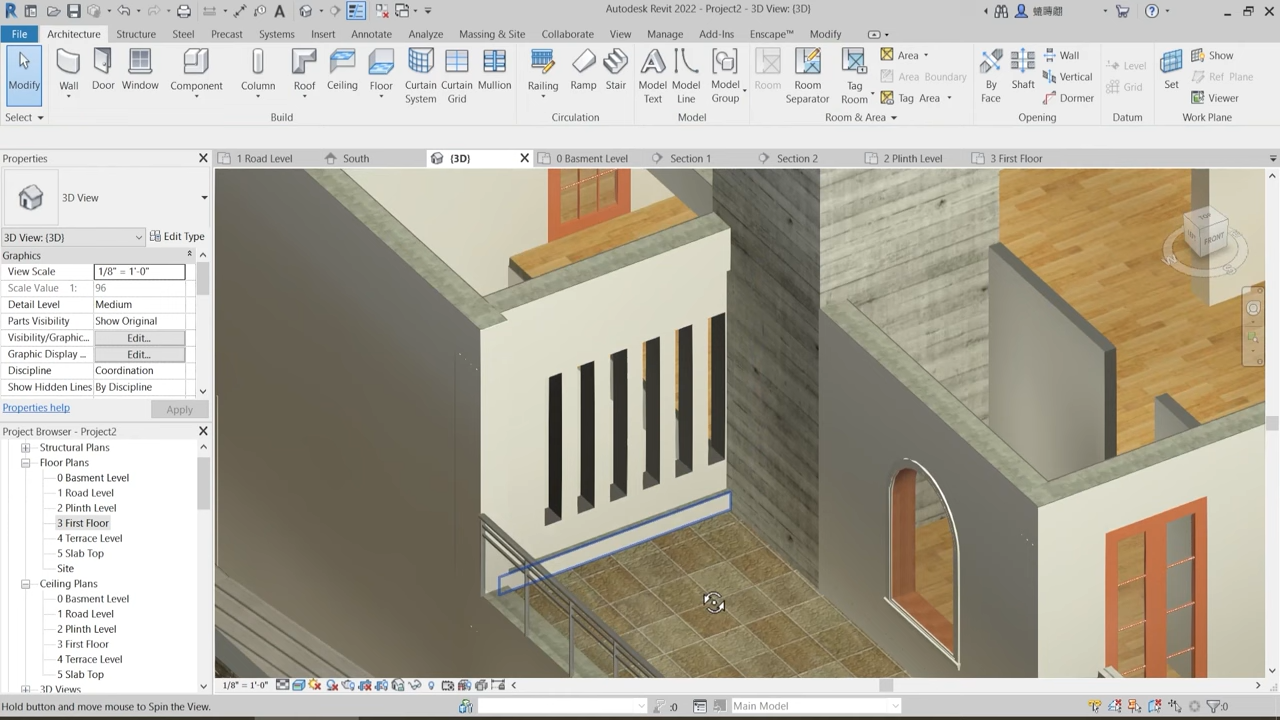 Autodesk Revit 2022 - Project2 - 3D View: {3D}
File Architecture Structure Steel Precast Systems Insert Annotate Analyze Massing & Site Collaborate View Manage Add-Ins Enscape™ Modify
Modify Wall Door Window Component Column Roof Ceiling Floor Curtain System Curtain Grid Mullion Railing Ramp Stair Model Text Model Line Model Group Room Room Separator Tag Room
Area
Area Boundary
Tag Area
By Face Shaft
Wall
Vertical
Dormer
Level
Grid
Set
Show
Ref Plane
Viewer
Select Build Circulation Model Room & Area Opening Datum Work Plane
Properties
1 Road Level South {3D} 0 Basment Level Section 1 Section 2 2 Plinth Level 3 First Floor
3D View
3D View: {3D} Edit Type
Graphics
View Scale 1/8" = 1'-0"
Scale Value 1: 96
Detail Level Medium
Parts Visibility Show Original
Visibility/Graphic... Edit...
Graphic Display ... Edit...
Discipline Coordination
Show Hidden Lines By Discipline
Properties help Apply
Project Browser - Project2
Structural Plans
Floor Plans
0 Basment Level
1 Road Level
2 Plinth Level
3 First Floor
4 Terrace Level
5 Slab Top
Site
Ceiling Plans
0 Basment Level
1 Road Level
2 Plinth Level
3 First Floor
4 Terrace Level
5 Slab Top
3D Views
TOP
FRONT
W
S
1/8" = 1'-0"
Hold button and move mouse to Spin the View.
:0
Main Model
:0